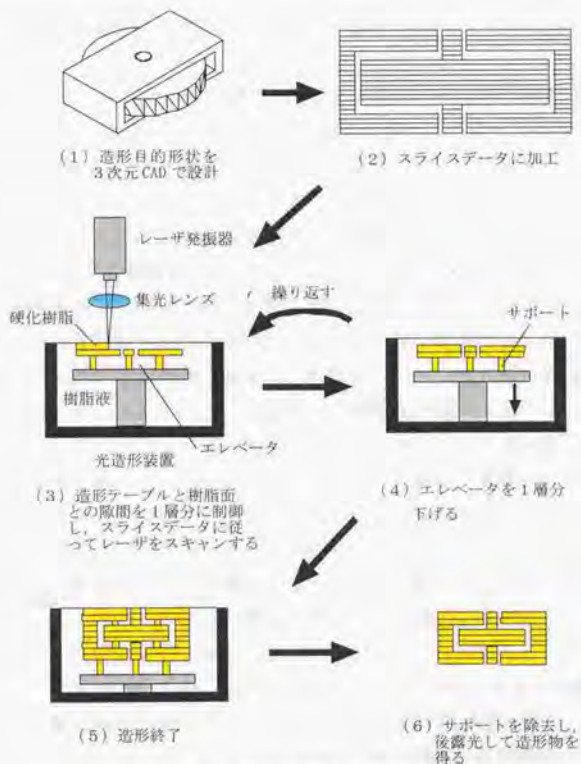 (1) 造形目的形状を
3次元CADで設計
(2) スライスデータに加工
レーザ発振器
集光レンズ
硬化樹脂
繰り返す
サポート
樹脂液
エレベータ
光造形装置
(3) 造形テーブルと樹脂面
との隙間を1層分に制御
し,スライスデータに従
ってレーザをスキャンする
(4) エレベータを1層分
下げる
(5) 造形終了
(6) サポートを除去し,
後露光して造形物を
得る